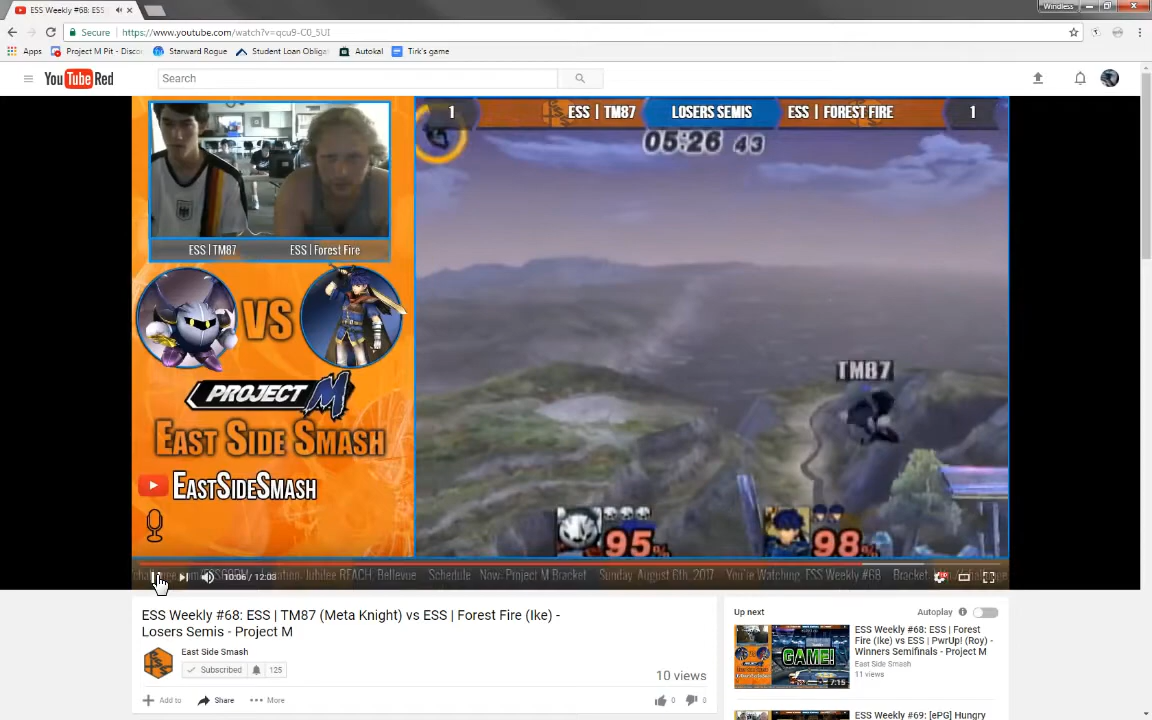 ESS Weekly #68: ESS
Windless
Secure
https://www.youtube.com/watch?v=qcu9-C0_5UI
Apps
Project M Pit - Disco
Starward Rogue
Student Loan Obliga
Autokal
Tirk's game
YouTube Red
Search
1
ESS | TM87
LOSERS SEMIS
ESS | FOREST FIRE
1
05:26 43
ESS | TM87
ESS | Forest Fire
VS
PROJECT M
EAST SIDE SMASH
EASTSIDESMASH
TM87
95%
98%
10:06 / 12:03
Jubilee REACH, Bellevue
Schedule
Now: Project M Bracket
Sunday, August 6th, 2017
You're Watching: ESS Weekly #68
Bracket:
ESS Weekly #68: ESS | TM87 (Meta Knight) vs ESS | Forest Fire (Ike) -
Losers Semis - Project M
East Side Smash
Subscribed
125
10 views
Add to
Share
More
0
0
Up next
Autoplay
GAME!
7:15
ESS Weekly #68: ESS | Forest
Fire (Ike) vs ESS | PwrUp! (Roy) -
Winners Semifinals - Project M
East Side Smash
11 views
ESS Weekly #69: [ePG] Hungry